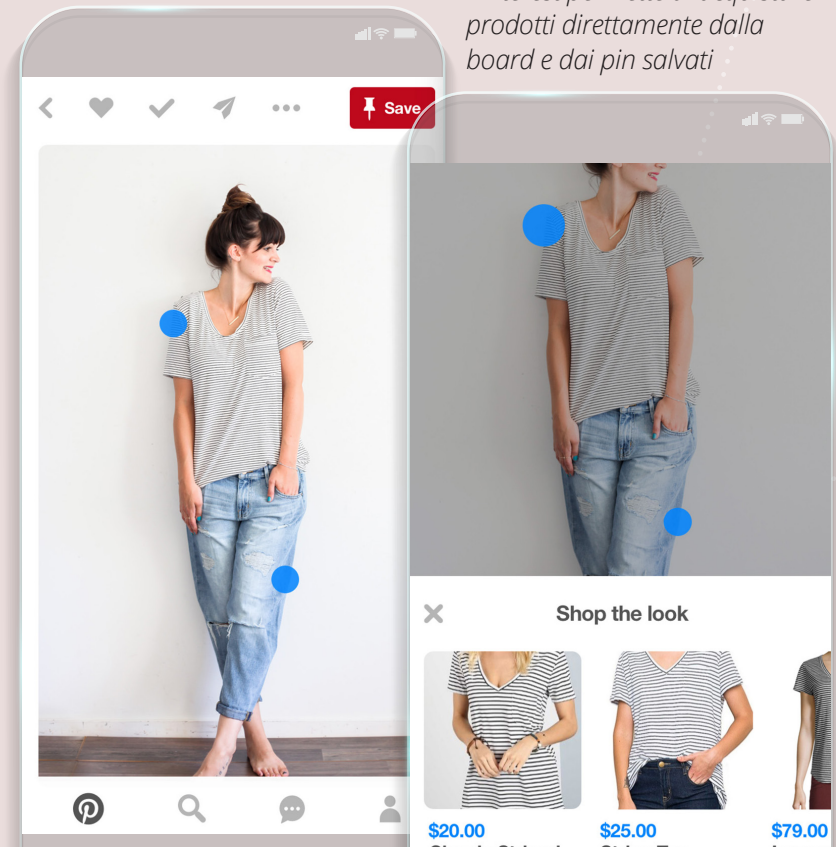 prodotti direttamente dalla
board e dai pin salvati
Save
Shop the look
$20.00
$25.00
$79.00